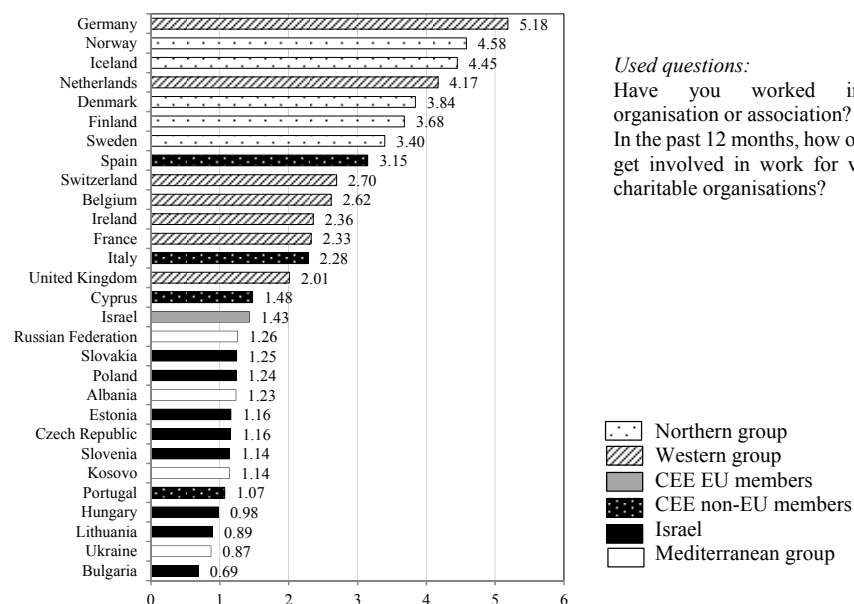 Germany 5.18
Norway 4.58
Iceland 4.45
Netherlands 4.17
Denmark 3.84
Finland 3.68
Sweden 3.40
Spain 3.15
Switzerland 2.70
Belgium 2.62
Ireland 2.36
France 2.33
Italy 2.28
United Kingdom 2.01
Cyprus 1.48
Israel 1.43
Russian Federation 1.26
Slovakia 1.25
Poland 1.24
Albania 1.23
Estonia 1.16
Czech Republic 1.16
Slovenia 1.14
Kosovo 1.14
Portugal 1.07
Hungary 0.98
Lithuania 0.89
Ukraine 0.87
Bulgaria 0.69
0 1 2 3 4 5 6
Used questions:
Have you worked in
organisation or association?
In the past 12 months, how o
get involved in work for v
charitable organisations?
Northern group
Western group
CEE EU members
CEE non-EU members
Israel
Mediterranean group